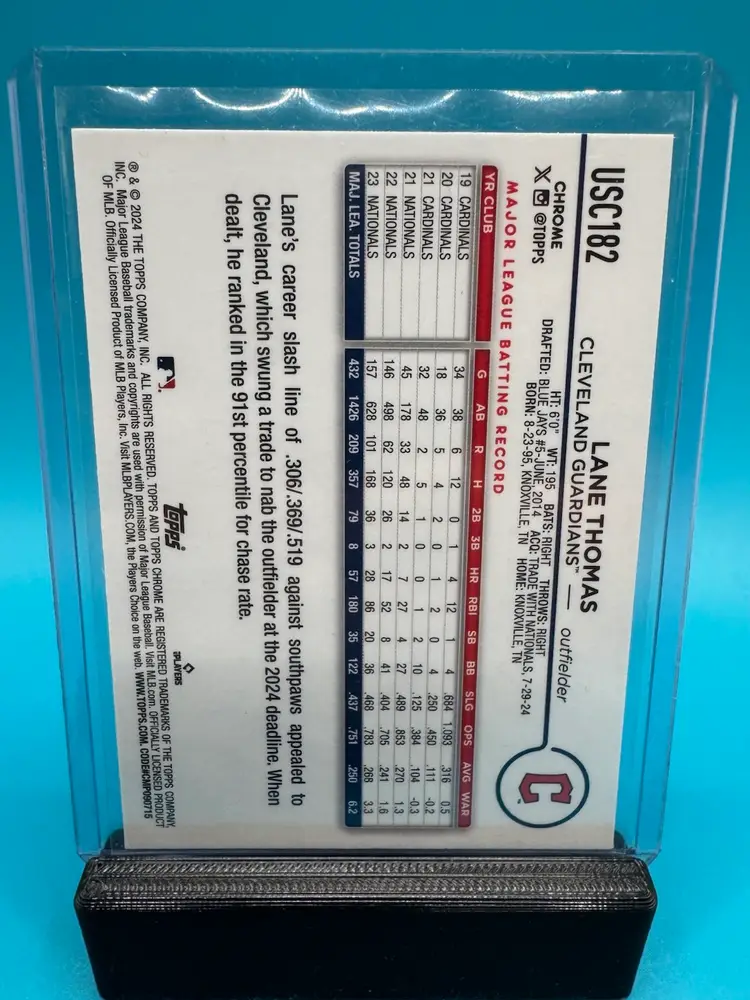 USC182
CHROME
@TOPPS
LANE THOMAS
CLEVELAND GUARDIANS™ — outfielder
HT: 6'0" WT: 195 BATS: RIGHT THROWS: RIGHT
DRAFTED: BLUE JAYS #5-JUNE, 2014 ACQ: TRADE WITH NATIONALS, 7-29-24
BORN: 8-23-95, KNOXVILLE, TN HOME: KNOXVILLE, TN
C
MAJOR LEAGUE BATTING RECORD
YR CLUB G AB R H 2B 3B HR RBI SB BB SLG OPS AVG WAR
19 CARDINALS 34 38 6 12 0 1 4 12 1 4 .684 1.093 .316 0.5
20 CARDINALS 18 36 5 4 2 0 1 2 0 4 .250 .450 .111 -0.2
21 CARDINALS 32 48 2 5 1 0 0 1 2 10 .125 .384 .104 -0.3
21 NATIONALS 45 178 33 48 14 2 7 27 4 27 .489 .853 .270 1.3
22 NATIONALS 146 498 62 120 26 2 17 52 8 41 .404 .705 .241 1.6
23 NATIONALS 157 628 101 168 36 3 28 86 20 36 .468 .783 .268 3.3
MAJ. LEA. TOTALS 432 1426 209 357 79 8 57 180 35 122 .437 .751 .250 6.2
Lane's career slash line of .306/.369/.519 against southpaws appealed to
Cleveland, which swung a trade to nab the outfielder at the 2024 deadline. When
dealt, he ranked in the 91st percentile for chase rate.
topps
PLAYERS
® & © 2024 THE TOPPS COMPANY, INC. ALL RIGHTS RESERVED. TOPPS AND TOPPS CHROME ARE REGISTERED TRADEMARKS OF THE TOPPS COMPANY,
INC. Major League Baseball trademarks and copyrights are used with permission of Major League Baseball. Visit MLB.com. OFFICIALLY LICENSED PRODUCT
OF MLB. Officially Licensed Product of MLB Players, Inc. Visit MLBPLAYERS.COM, the Players Choice on the web. WWW.TOPPS.COM. CODE#CMP090715